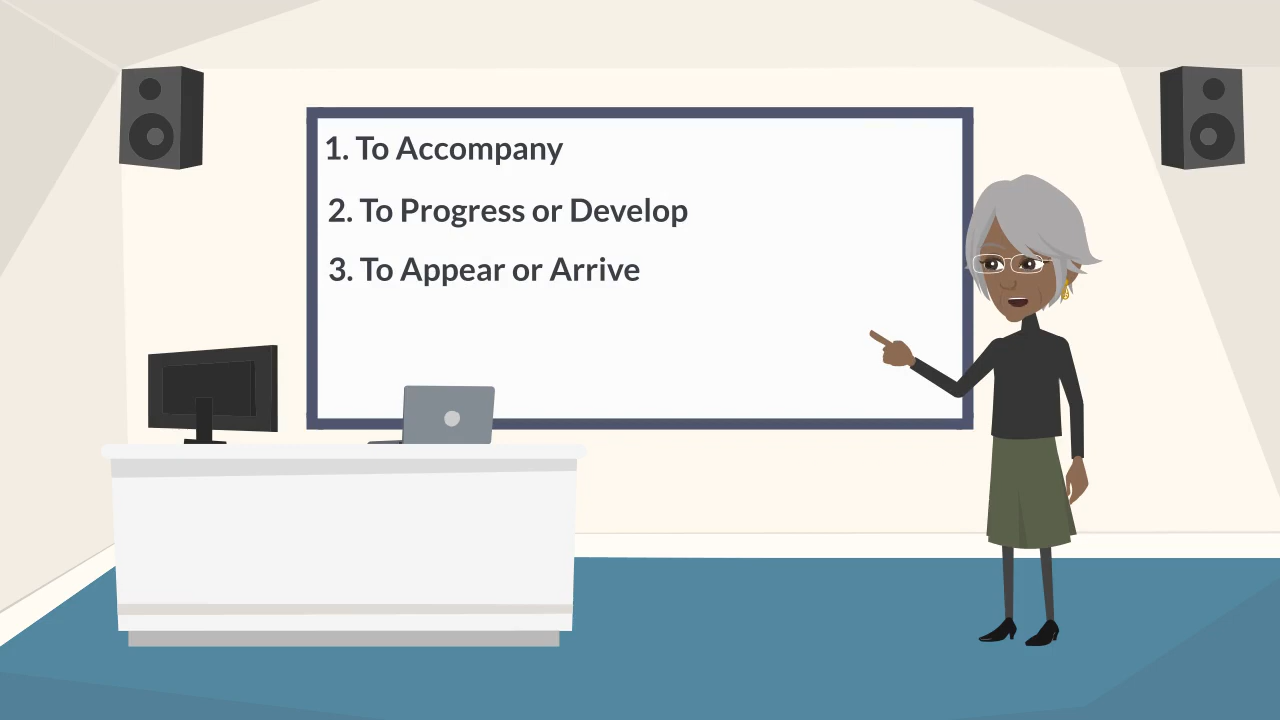 1. To Accompany
2. To Progress or Develop
3. To Appear or Arrive